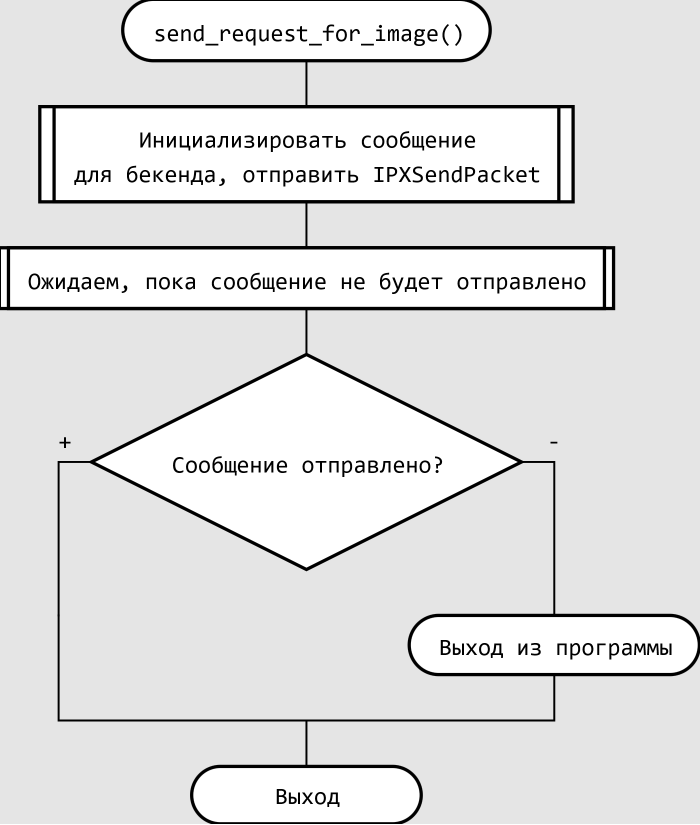 send_request_for_image()
Инициализировать сообщение
для бекенда, отправить IPXSendPacket
Ожидаем, пока сообщение не будет отправлено
+
-
Сообщение отправлено?
Выход из программы
Выход